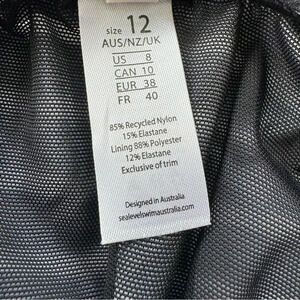 size 12
AUS/NZ/UK
US 8
CAN 10
EUR 38
FR 40
85% Recycled Nylon
15% Elastane
Lining 88% Polyester
12% Elastane
Exclusive of trim
Designed in Australia
sealevelswimaustralia.com